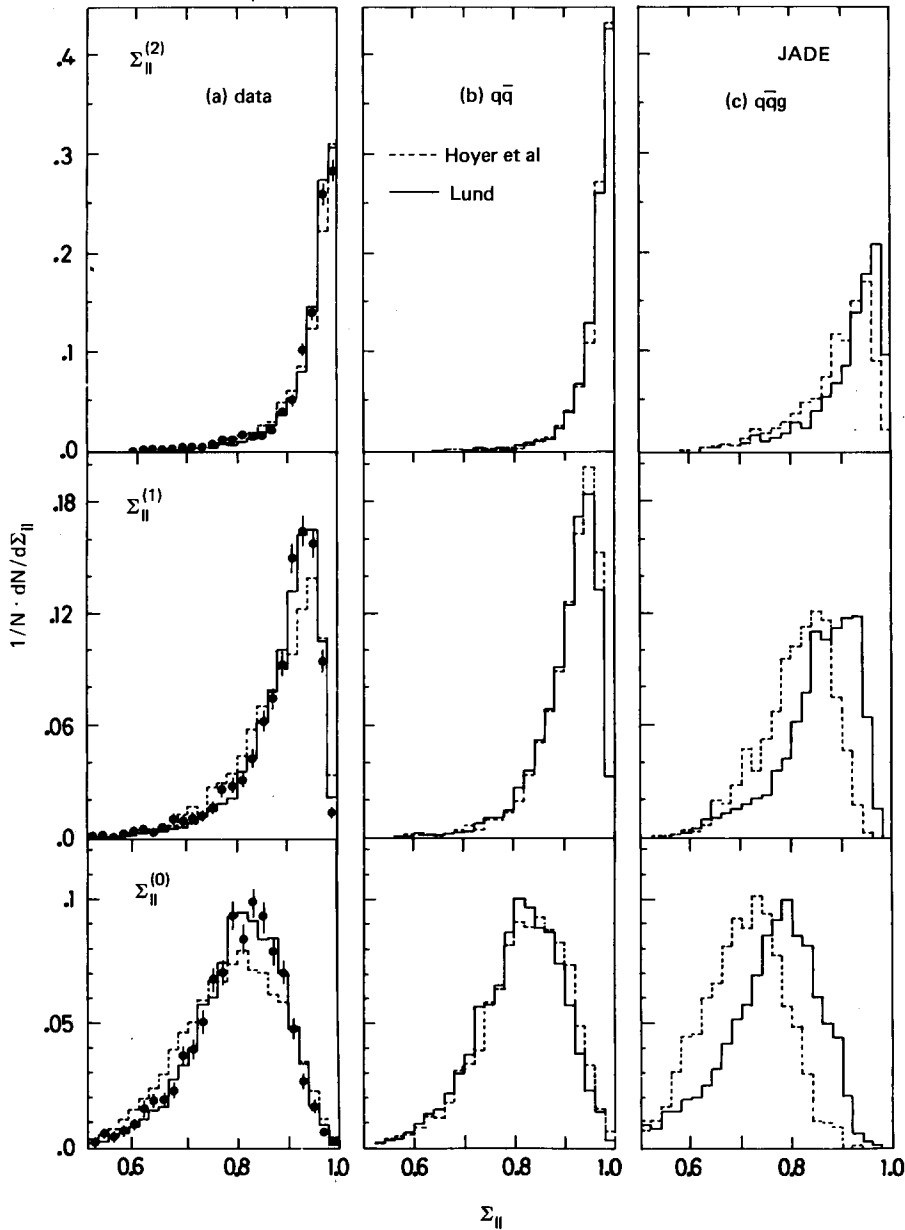 Σ||^(2)
(a) data
(b) qq̄
JADE
(c) qq̄g
Hoyer et al
Lund
.4
.3
.2
.1
.0
Σ||^(1)
.18
.12
.06
.0
1/N · dN/dΣ||
Σ||^(0)
.1
.05
.0
0.6 0.8 1.0
0.6 0.8 1.0
0.6 0.8 1.0
Σ||